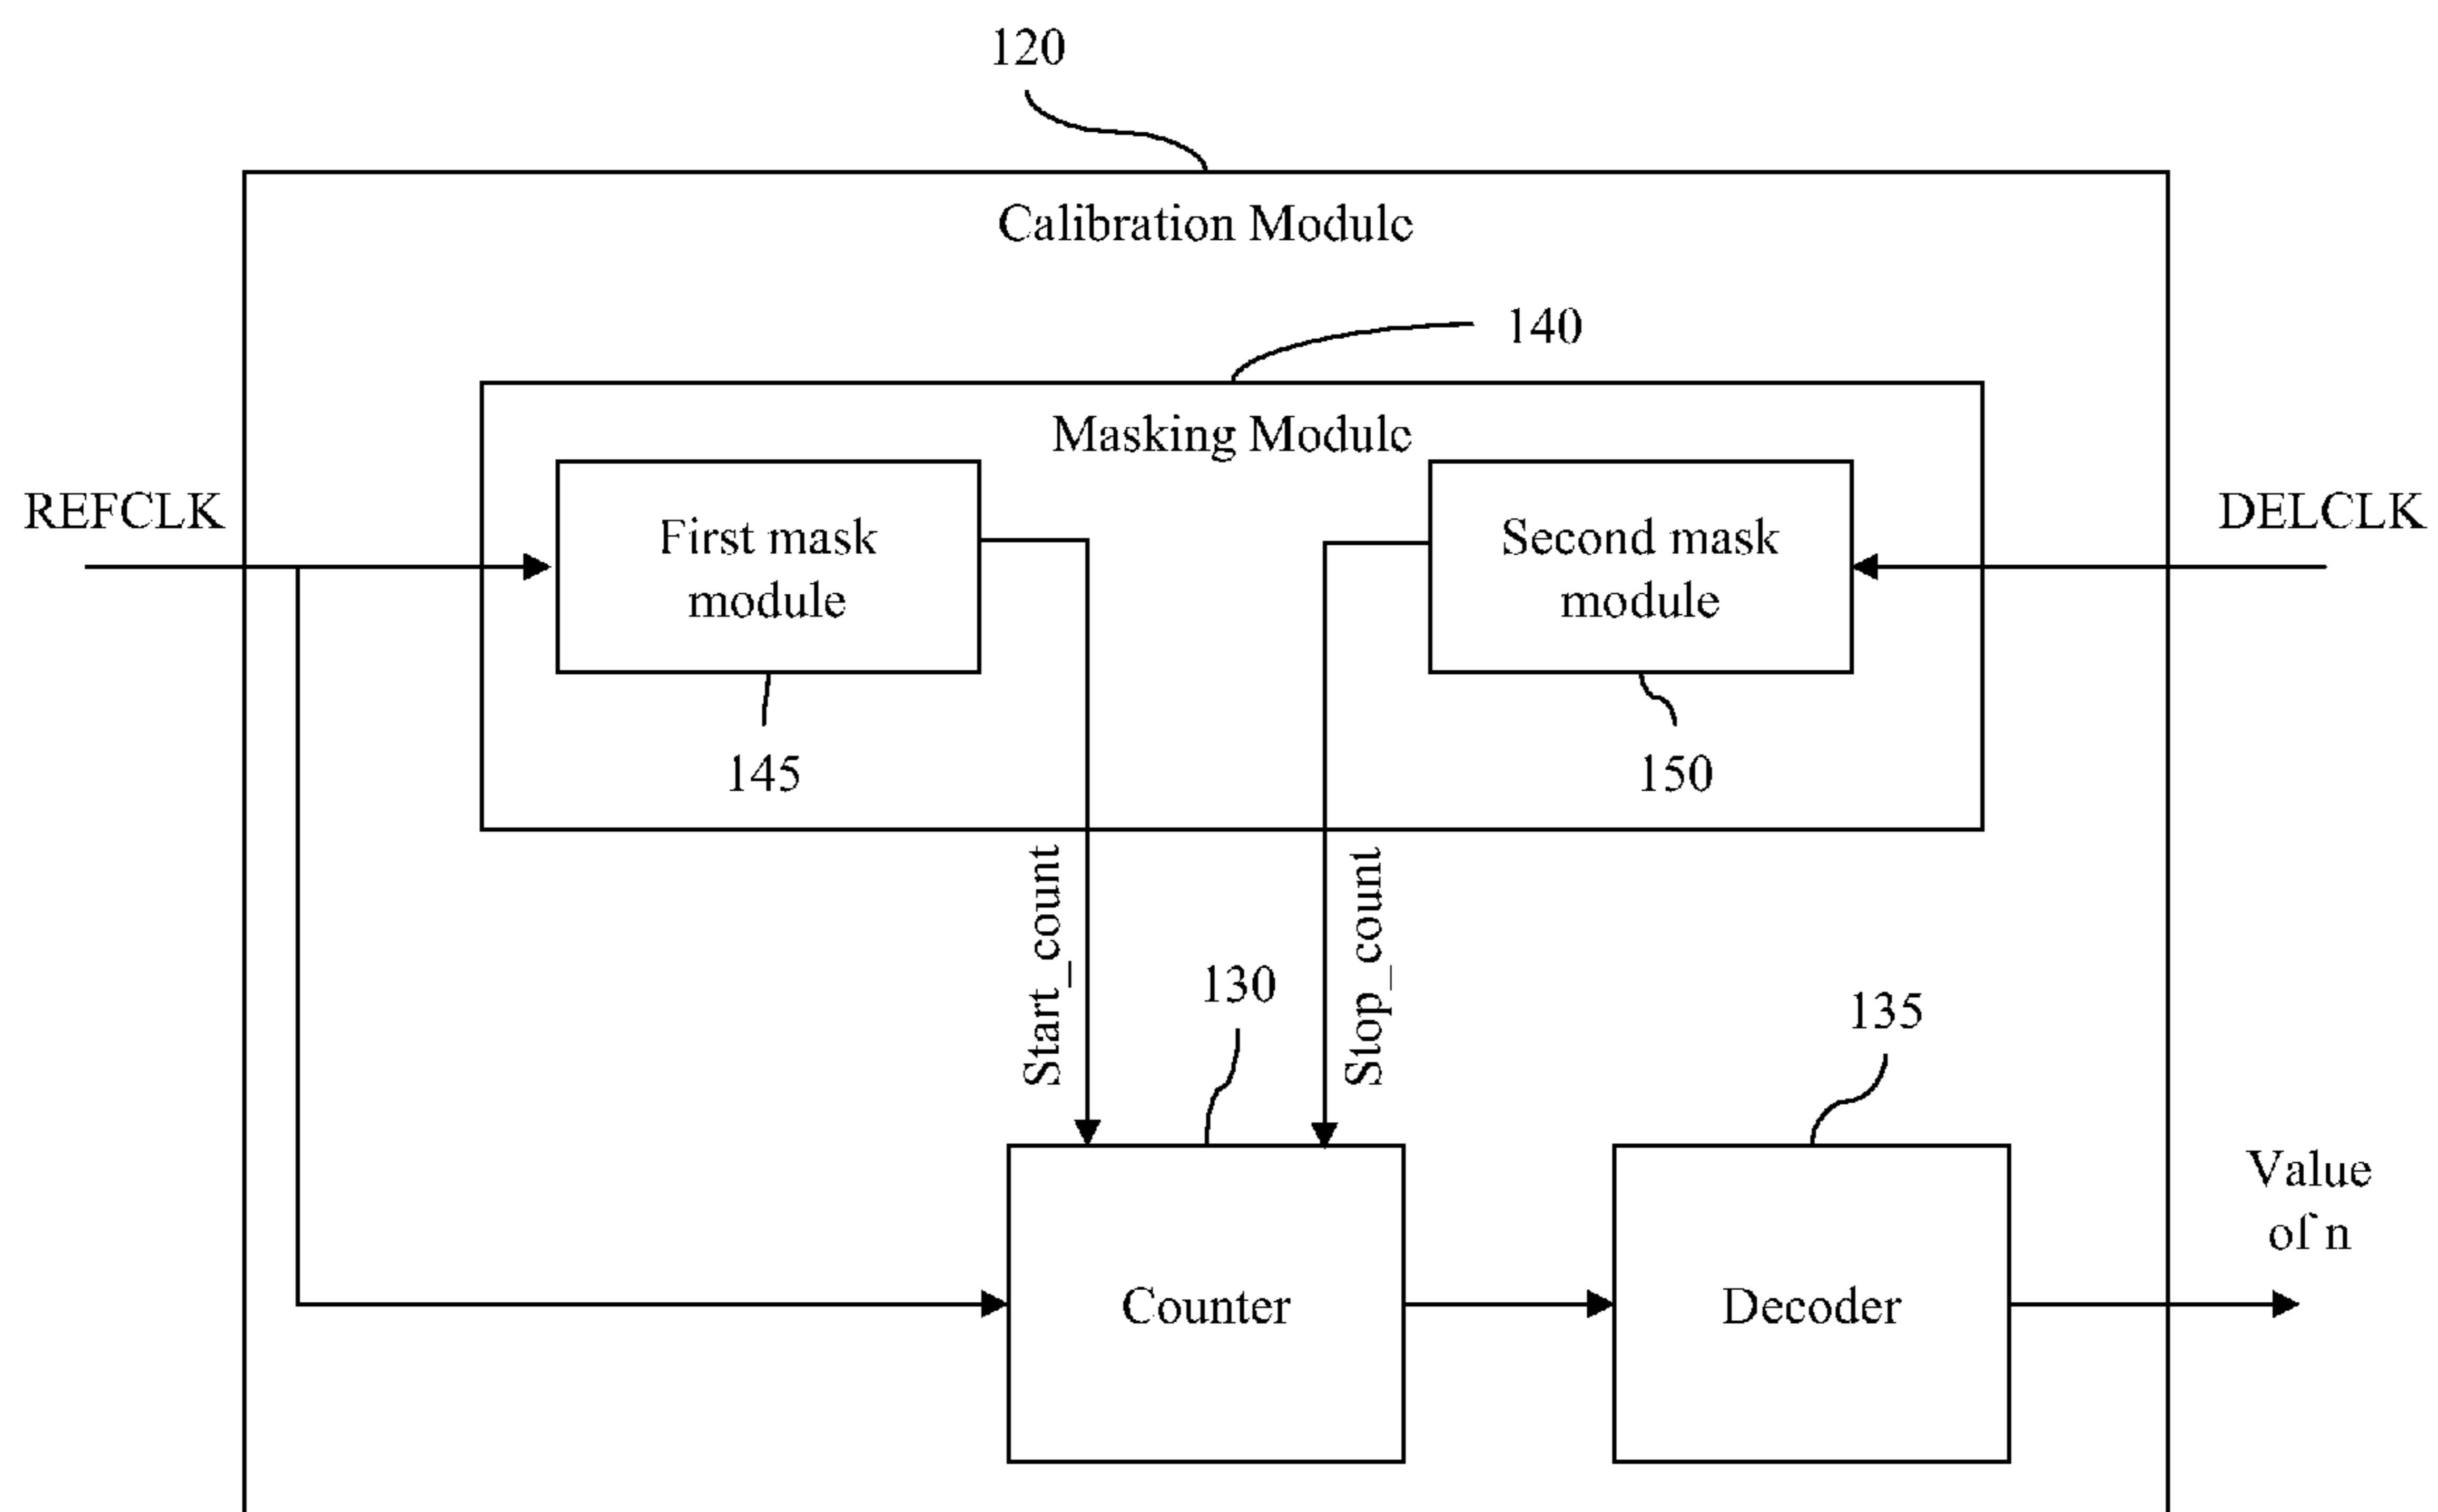 120
Calibration Module
140
Masking Module
REFCLK
First mask
module
Second mask
module
DELCLK
145
150
Start_count
Stop_count
130
135
Value
of n
Counter
Decoder